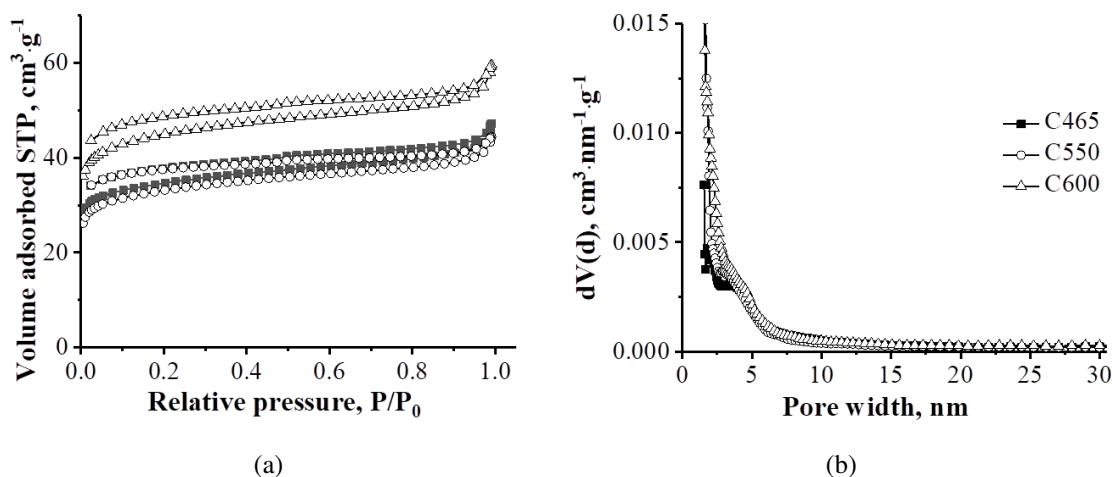 Volume adsorbed STP, cm³·g⁻¹
60
40
20
0
0.0 0.2 0.4 0.6 0.8 1.0
Relative pressure, P/P₀
(a)
dV(d), cm³·nm⁻¹·g⁻¹
0.015
0.010
0.005
0.000
C465
C550
C600
0 5 10 15 20 25 30
Pore width, nm
(b)